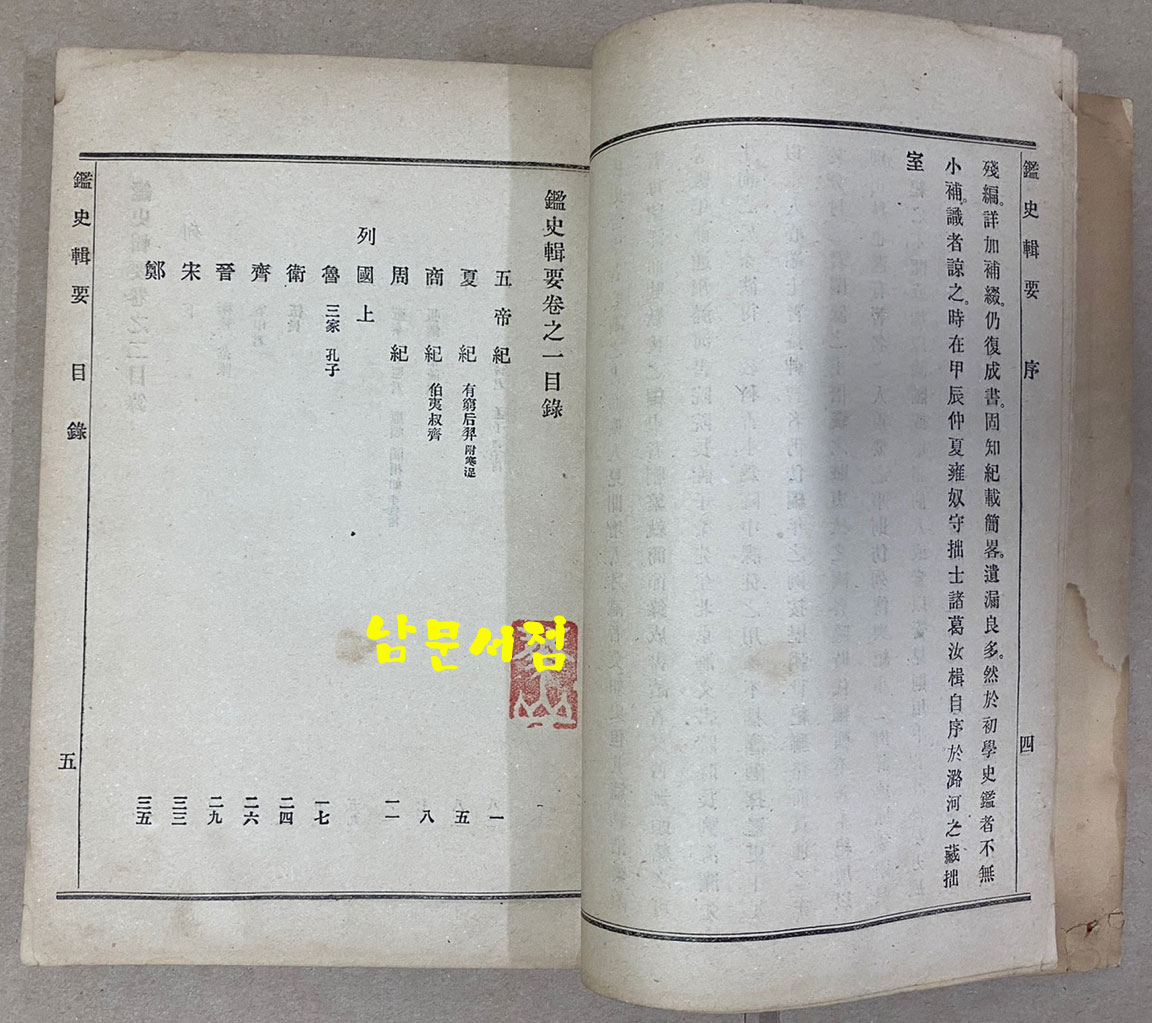 鑑史輯要 序 四
殘編。詳加補綴。仍復成書。固知紀載簡畧。遺漏良多。然於初學史鑑者不無
小補。識者諒之。時在甲辰仲夏雍奴守拙士諸葛汝楫自序於潞河之藏拙
室
鑑史輯要卷之一目錄
五帝紀 一
夏紀 有窮后羿 附寒浞 五
商紀 伯夷叔齊 八
周紀 一一
列國上
魯 三家 孔子 一七
衛 二四
齊 二六
晉 二九
宋 三三
鄭 三五
鑑史輯要 目錄 五
남문서점